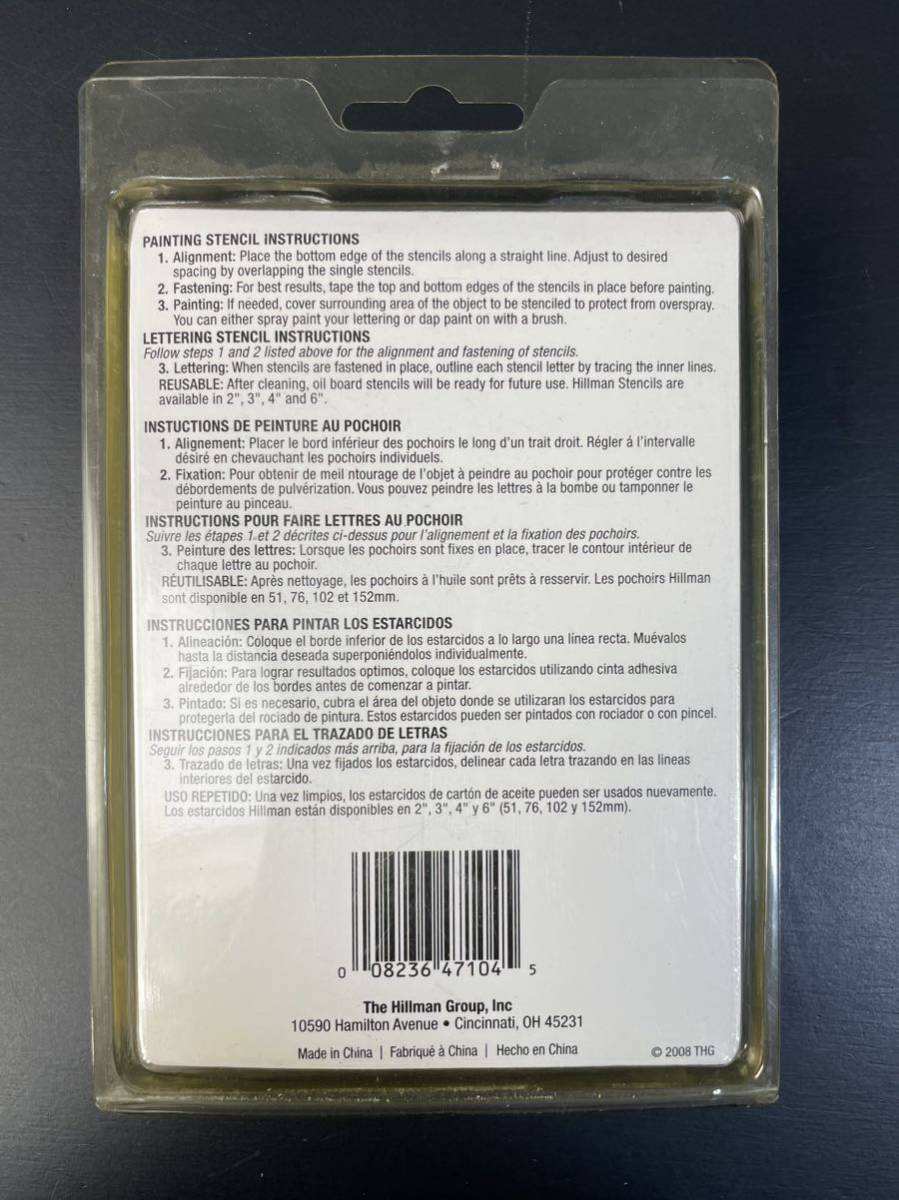 PAINTING STENCIL INSTRUCTIONS
1. Alignment: Place the bottom edge of the stencils along a straight line. Adjust to desired
spacing by overlapping the single stencils.
2. Fastening: For best results, tape the top and bottom edges of the stencils in place before painting.
3. Painting: If needed, cover surrounding area of the object to be stenciled to protect from overspray.
You can either spray paint your lettering or dap paint on with a brush.
LETTERING STENCIL INSTRUCTIONS
Follow steps 1 and 2 listed above for the alignment and fastening of stencils.
3. Lettering: When stencils are fastened in place, outline each stencil letter by tracing the inner lines.
REUSABLE: After cleaning, oil board stencils will be ready for future use. Hillman Stencils are
available in 2", 3", 4" and 6".
INSTUCTIONS DE PEINTURE AU POCHOIR
1. Alignement: Placer le bord inférieur des pochoirs le long d'un trait droit. Régler á l'intervalle
désiré en chevauchant les pochoirs individuels.
2. Fixation: Pour obtenir de meil ntourage de l'objet à peindre au pochoir pour protéger contre les
débordements de pulvérization. Vous pouvez peindre les lettres à la bombe ou tamponner le
peinture au pinceau.
INSTRUCTIONS POUR FAIRE LETTRES AU POCHOIR
Suivre les étapes 1 et 2 décrites ci-dessus pour l'alignement et la fixation des pochoirs.
3. Peinture des lettres: Lorsque les pochoirs sont fixes en place, tracer le contour intérieur de
chaque lettre au pochoir.
RÉUTILISABLE: Après nettoyage, les pochoirs à l'huile sont prêts à resservir. Les pochoirs Hillman
sont disponible en 51, 76, 102 et 152mm.
INSTRUCCIONES PARA PINTAR LOS ESTARCIDOS
1. Alineación: Coloque el borde inferior de los estarcidos a lo largo una línea recta. Muévalos
hasta la distancia deseada superponiéndolos individualmente.
2. Fijación: Para lograr resultados optimos, coloque los estarcidos utilizando cinta adhesiva
alrededor de los bordes antes de comenzar a pintar.
3. Pintado: Si es necesario, cubra el área del objeto donde se utilizaran los estarcidos para
protegerla del rociado de pintura. Estos estarcidos pueden ser pintados con rociador o con pincel.
INSTRUCCIONES PARA EL TRAZADO DE LETRAS
Seguir los pasos 1 y 2 indicados más arriba, para la fijación de los estarcidos.
3. Trazado de letras: Una vez fijados los estarcidos, delinear cada letra trazando en las lineas
interiores del estarcido.
USO REPETIDO: Una vez limpios, los estarcidos de cartón de aceite pueden ser usados nuevamente.
Los estarcidos Hillman están disponibles en 2", 3", 4" y 6" (51, 76, 102 y 152mm).
0 08236 47104 5
The Hillman Group, Inc
10590 Hamilton Avenue • Cincinnati, OH 45231
Made in China | Fabriqué à China | Hecho en China
© 2008 THG